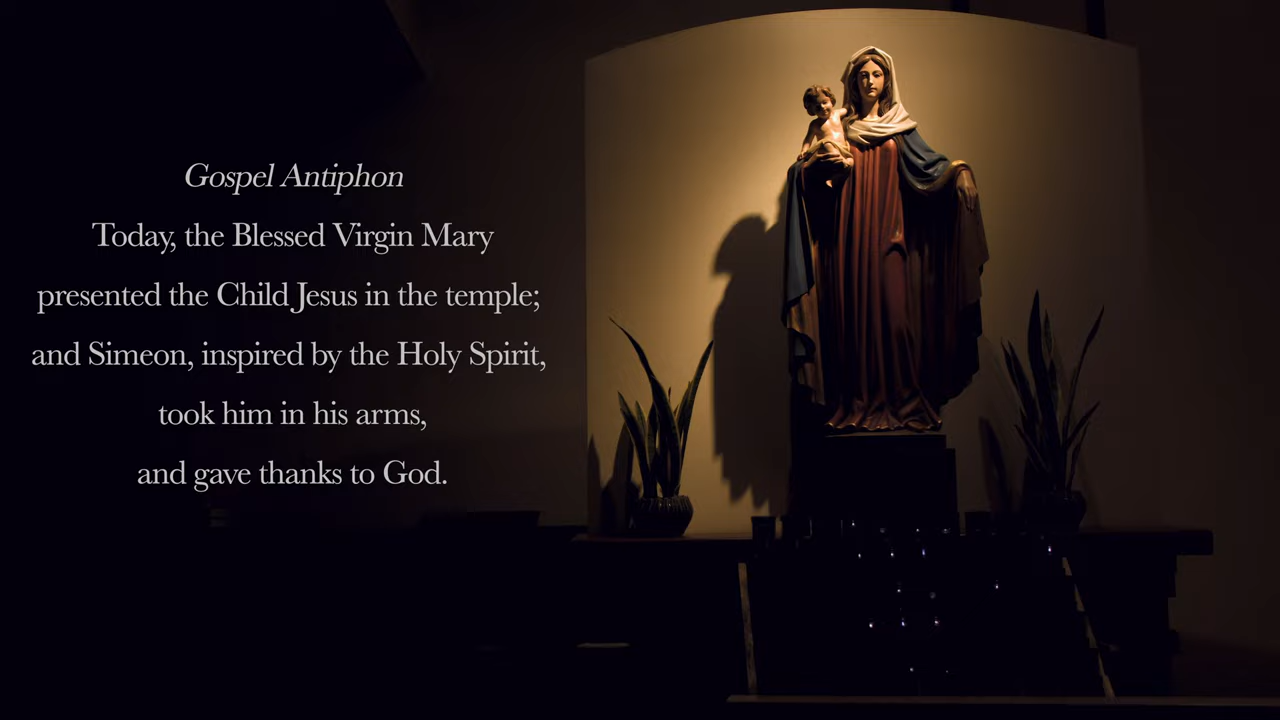 Gospel Antiphon
Today, the Blessed Virgin Mary
presented the Child Jesus in the temple;
and Simeon, inspired by the Holy Spirit,
took him in his arms,
and gave thanks to God.